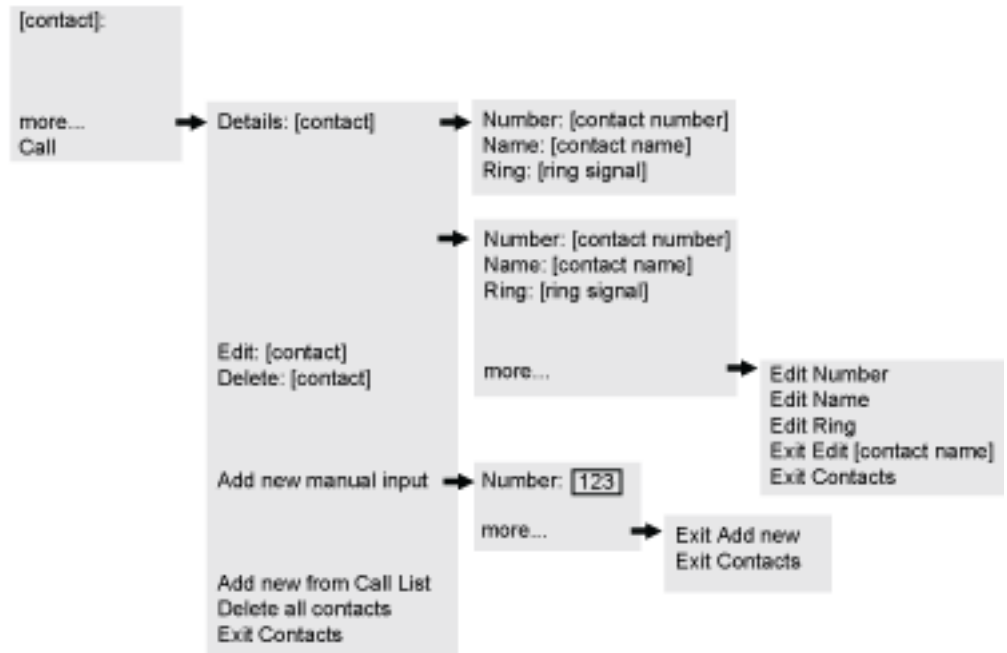 [contact]:
more...
Call
Details: [contact]
Edit: [contact]
Delete: [contact]
Add new manual input
Add new from Call List
Delete all contacts
Exit Contacts
Number: [contact number]
Name: [contact name]
Ring: [ring signal]
Number: [contact number]
Name: [contact name]
Ring: [ring signal]
more...
Edit Number
Edit Name
Edit Ring
Exit Edit [contact name]
Exit Contacts
Number: 123
more...
Exit Add new
Exit Contacts